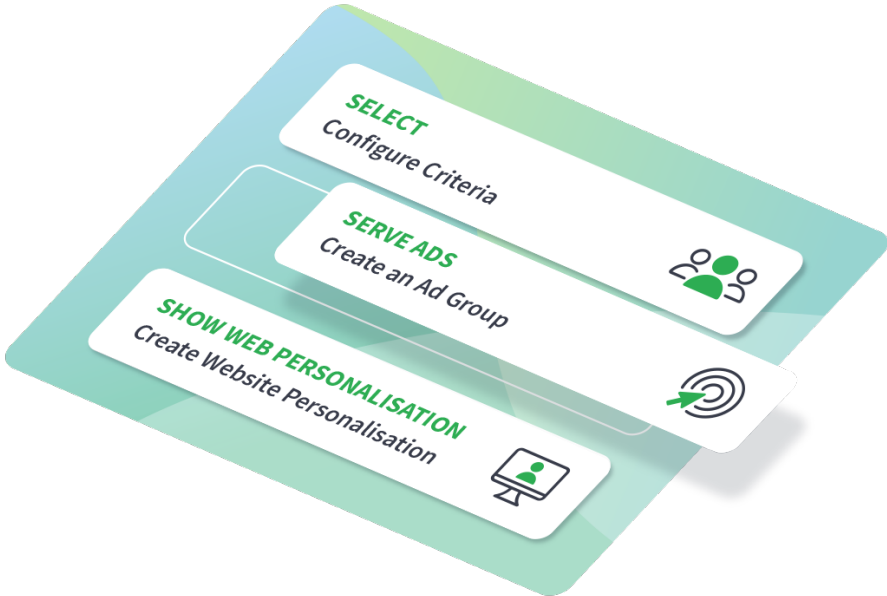 SELECT
Configure Criteria
SERVE ADS
Create an Ad Group
SHOW WEB PERSONALISATION
Create Website Personalisation